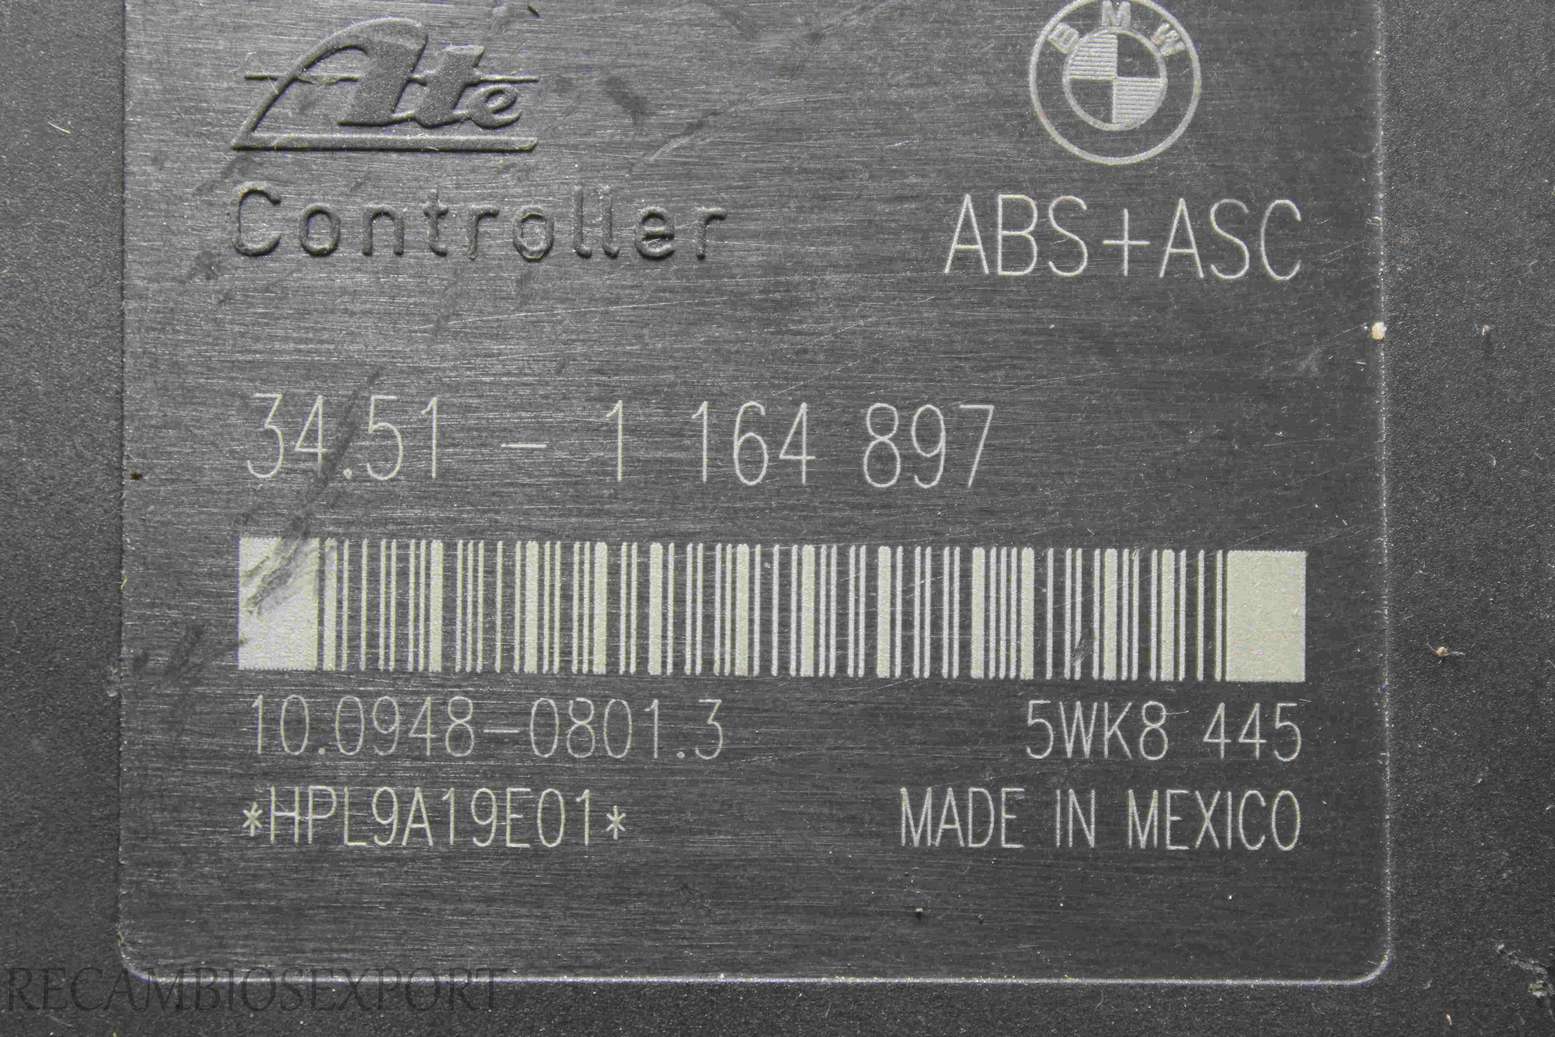 Ate
BMW
Controller
ABS+ASC
34.51 - 1 164 897
10.0948-0801.3
5WK8 445
*HPL9A19E01*
MADE IN MEXICO
RECAMBIOSEXPORT